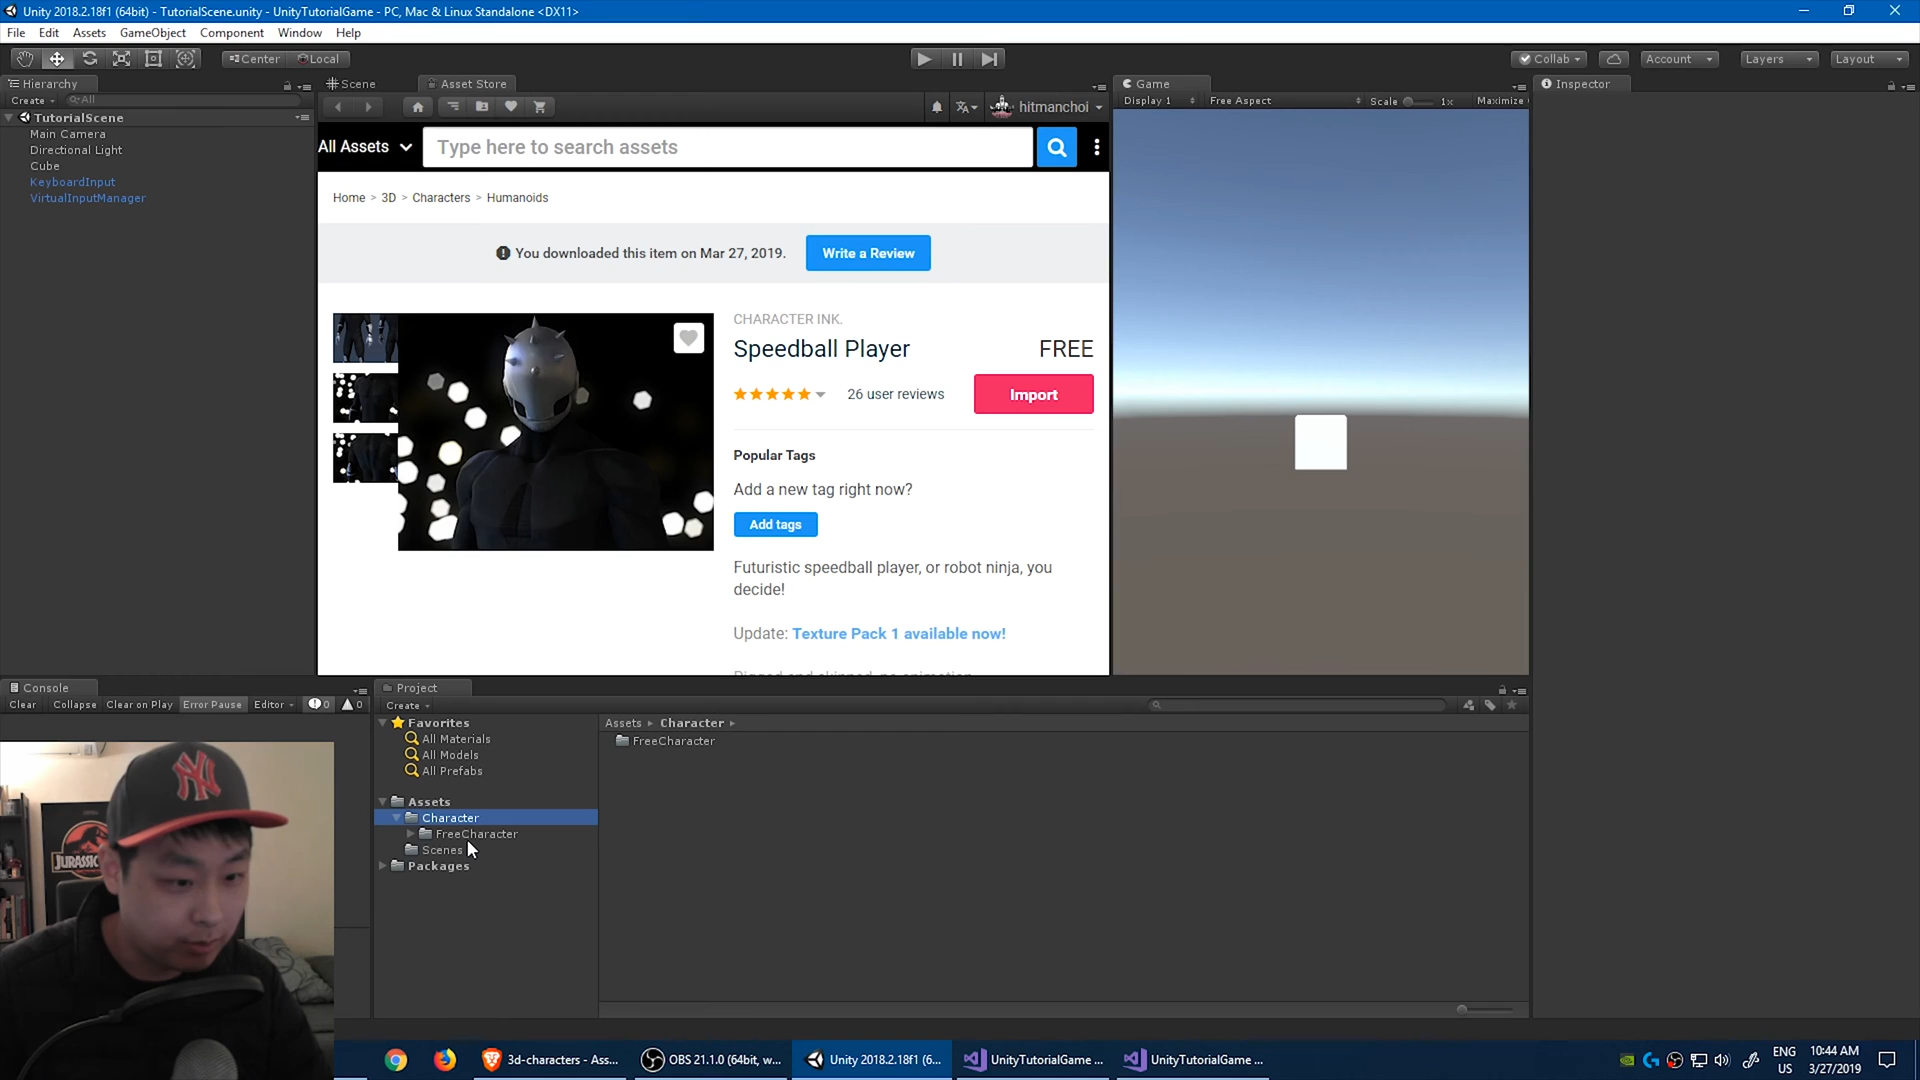 Unity 2018.2.18f1 (64bit) - TutorialScene.unity - UnityTutorialGame - PC, Mac & Linux Standalone <DX11>
File Edit Assets GameObject Component Window Help
Center Local
Collab Account Layers Layout
Hierarchy
Create All
TutorialScene
Main Camera
Directional Light
Cube
KeyboardInput
VirtualInputManager
Scene Asset Store
hitmanchoi
All Assets Type here to search assets
Home > 3D > Characters > Humanoids
You downloaded this item on Mar 27, 2019. Write a Review
CHARACTER INK.
Speedball Player FREE
26 user reviews Import
Popular Tags
Add a new tag right now?
Add tags
Futuristic speedball player, or robot ninja, you
decide!
Update: Texture Pack 1 available now!
Game
Display 1 Free Aspect Scale 1x Maximize
Inspector
Console
Clear Collapse Clear on Play Error Pause Editor 0 0
Project
Create
Favorites
All Materials
All Models
All Prefabs
Assets
Character
FreeCharacter
Scenes
Packages
Assets Character
FreeCharacter
JURASSIC
NY
3d-characters - Ass...
OBS 21.1.0 (64bit, w...
Unity 2018.2.18f1 (6...
UnityTutorialGame ...
UnityTutorialGame ...
ENG
US
10:44 AM
3/27/2019